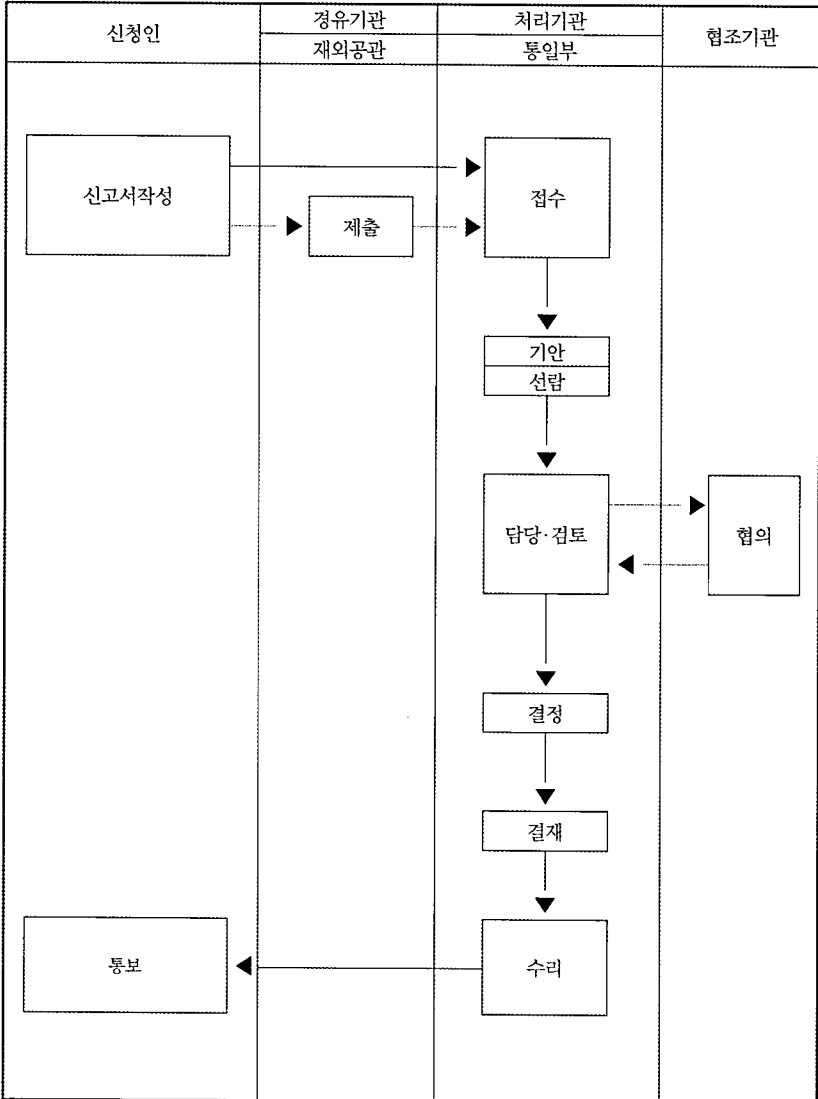 신청인
경유기관
처리기관
협조기관
재외공관
통일부
신고서작성
접수
제출
기안
선람
담당·검토
협의
결정
결재
통보
수리